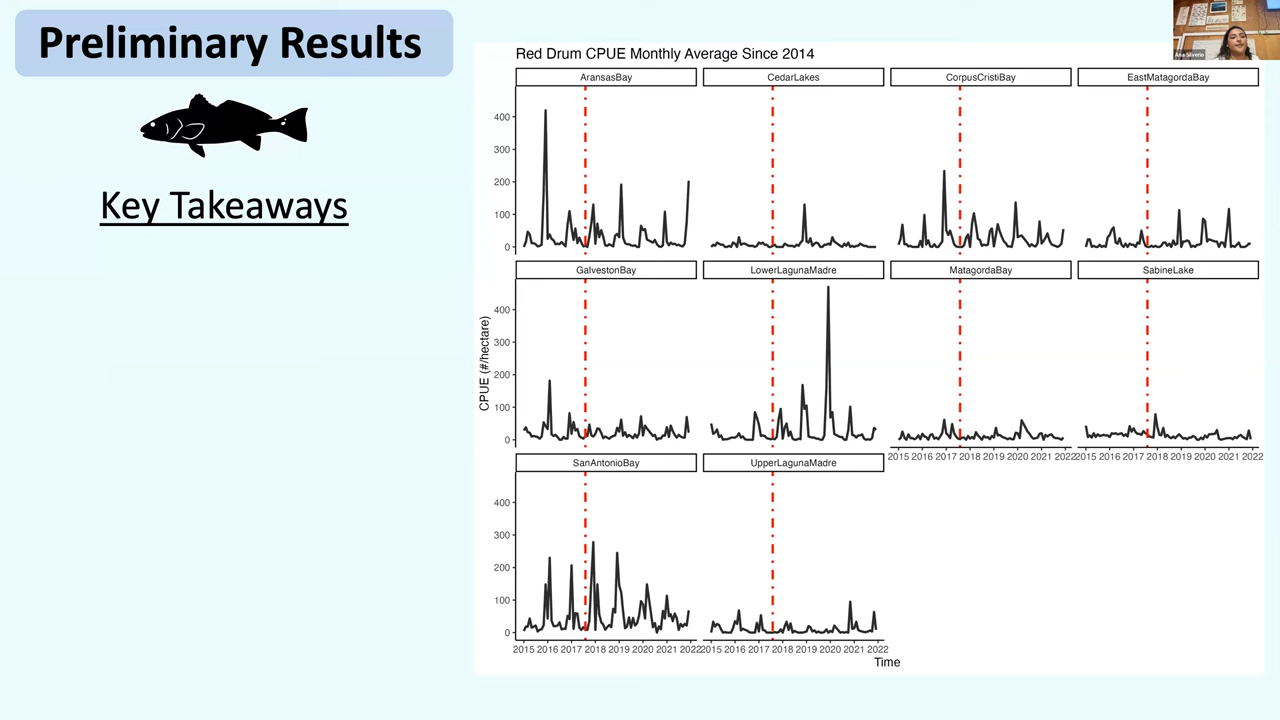 Preliminary Results
Key Takeaways
Red Drum CPUE Monthly Average Since 2014
AransasBay
CedarLakes
CorpusCristiBay
EastMatagordaBay
400
300
200
100
0
GalvestonBay
LowerLagunaMadre
MatagordaBay
SabineLake
400
300
200
100
0
2015 2016 2017 2018 2019 2020 2021 2022
2015 2016 2017 2018 2019 2020 2021 2022
SanAntonioBay
UpperLagunaMadre
400
300
200
100
0
2015 2016 2017 2018 2019 2020 2021 2022
2015 2016 2017 2018 2019 2020 2021 2022
CPUE (#/hectare)
Time
Ana Silverio